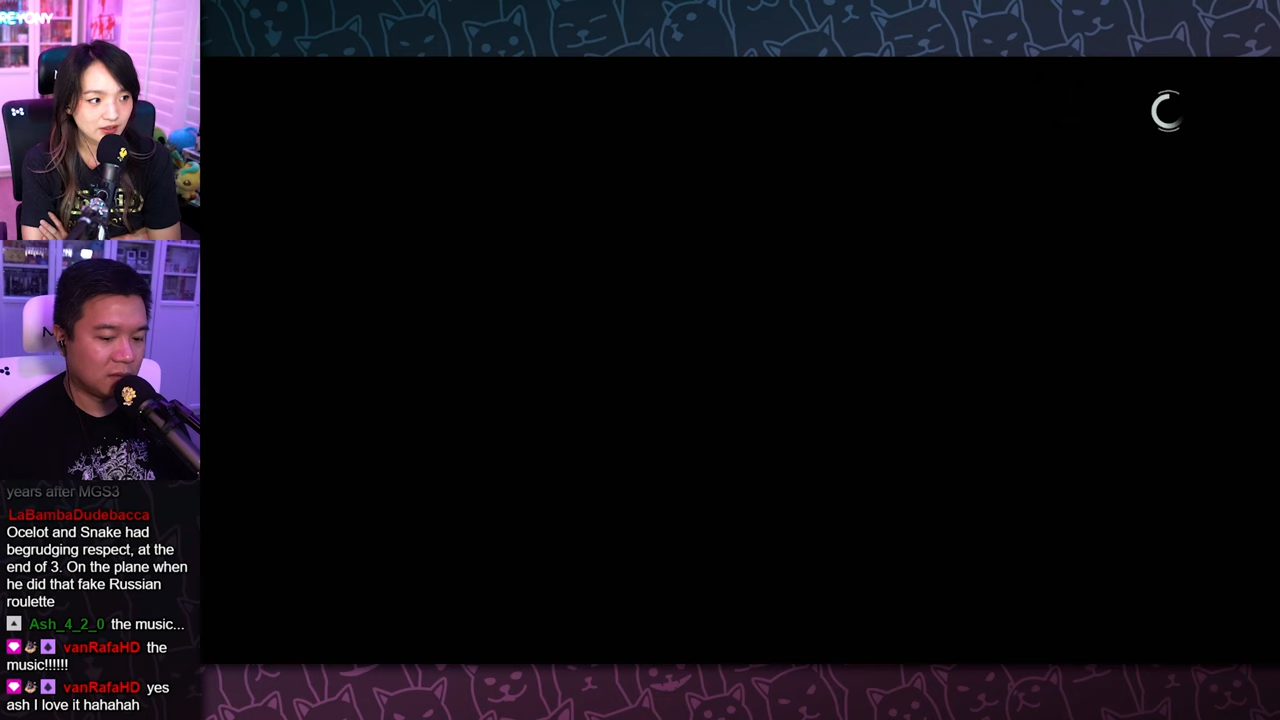 years after MGS3
LaBambaDudebacca
Ocelot and Snake had
begrudging respect, at the
end of 3. On the plane when
he did that fake Russian
roulette
Ash_4_2_0 the music...
vanRafaHD the
music!!!!!!
vanRafaHD yes
ash I love it hahahah